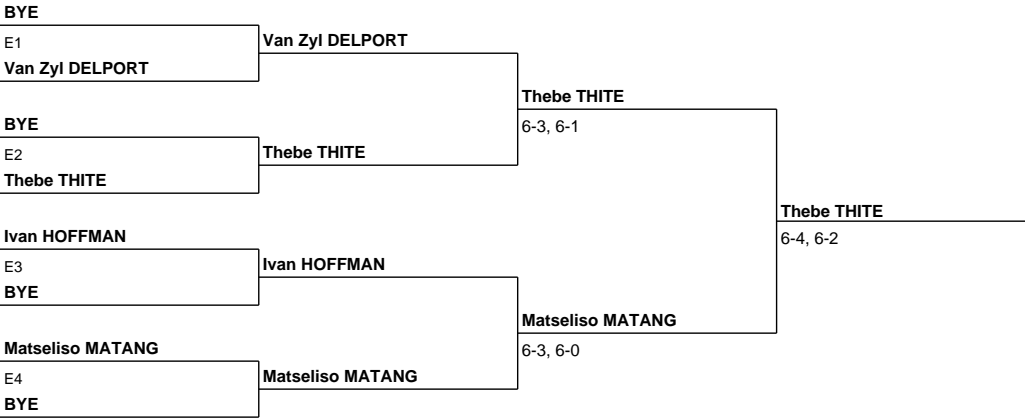 BYE
E1
Van Zyl DELPORT
Van Zyl DELPORT
BYE
E2
Thebe THITE
Thebe THITE
Thebe THITE
6-3, 6-1
Ivan HOFFMAN
E3
BYE
Ivan HOFFMAN
Matseliso MATANG
E4
BYE
Matseliso MATANG
Matseliso MATANG
6-3, 6-0
Thebe THITE
6-4, 6-2